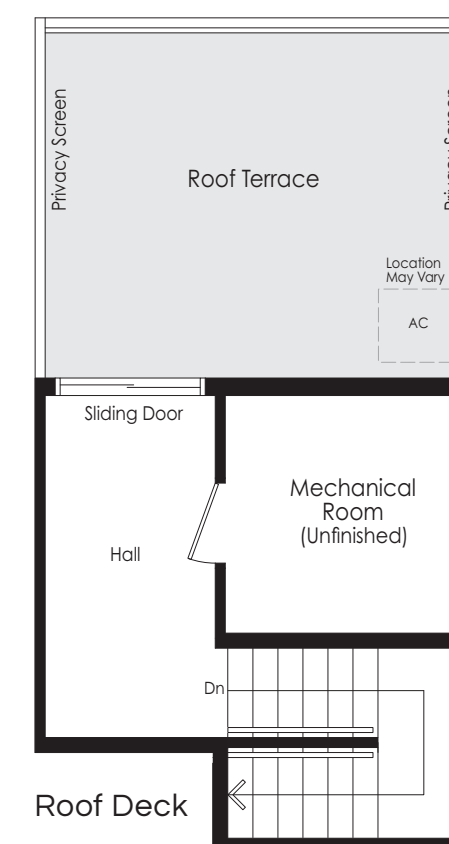 Privacy Screen
Roof Terrace
Location
May Vary
AC
Sliding Door
Mechanical
Room
(Unfinished)
Hall
Dn
Roof Deck